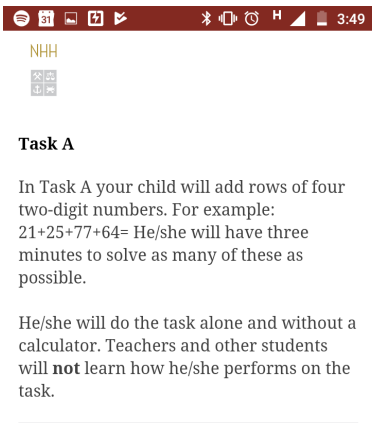 31 H 3:49
NHH
Task A
In Task A your child will add rows of four
two-digit numbers. For example:
21+25+77+64= He/she will have three
minutes to solve as many of these as
possible.
He/she will do the task alone and without a
calculator. Teachers and other students
will not learn how he/she performs on the
task.